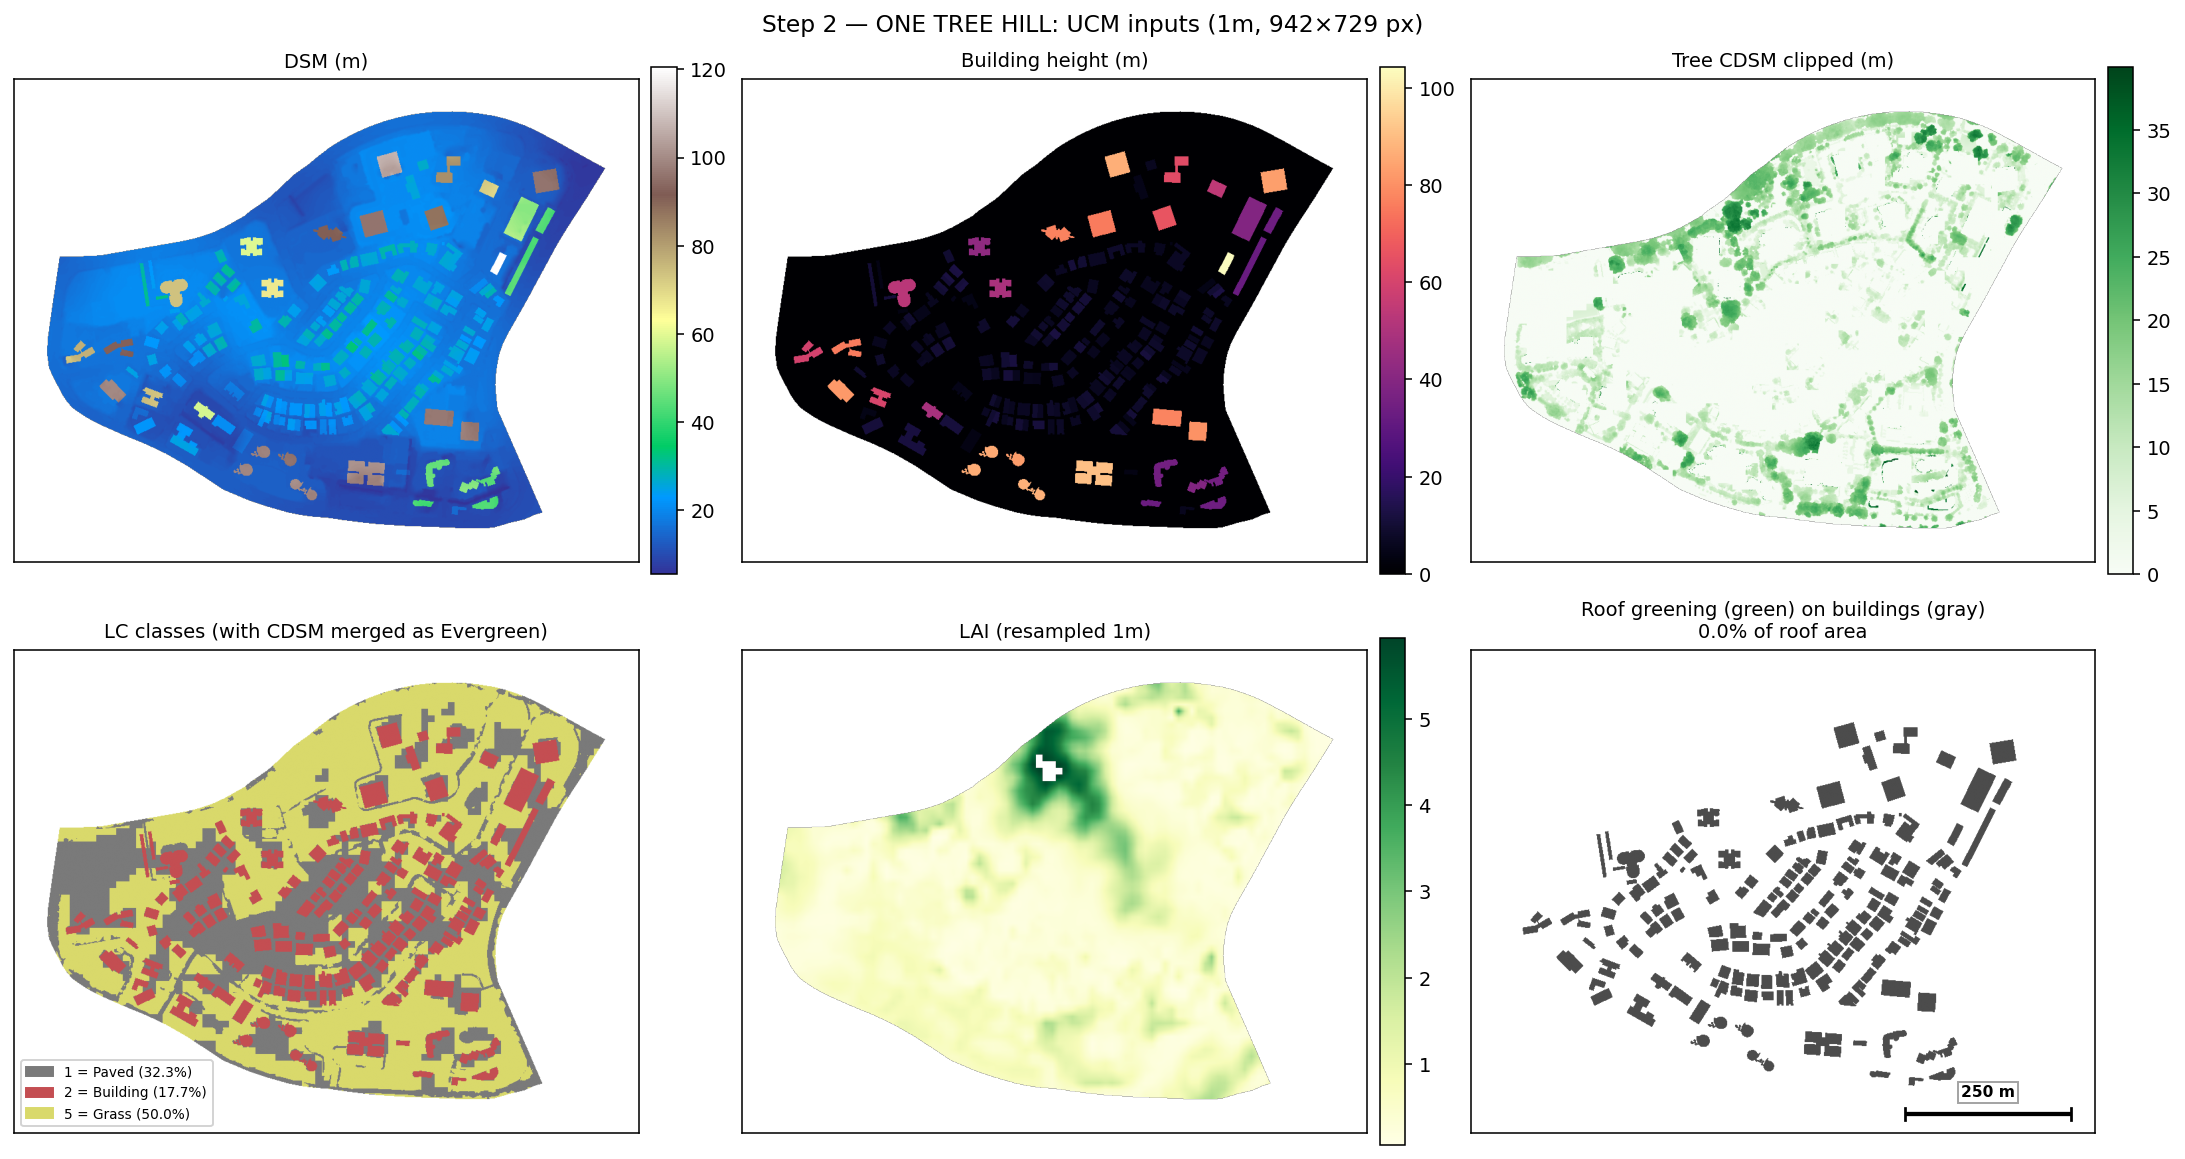 Step 2 — ONE TREE HILL: UCM inputs (1m, 942×729 px)
DSM (m)
120
100
80
60
40
20
Building height (m)
100
80
60
40
20
0
Tree CDSM clipped (m)
35
30
25
20
15
10
5
0
LC classes (with CDSM merged as Evergreen)
1 = Paved (32.3%)
2 = Building (17.7%)
5 = Grass (50.0%)
LAI (resampled 1m)
5
4
3
2
1
Roof greening (green) on buildings (gray)
0.0% of roof area
250 m